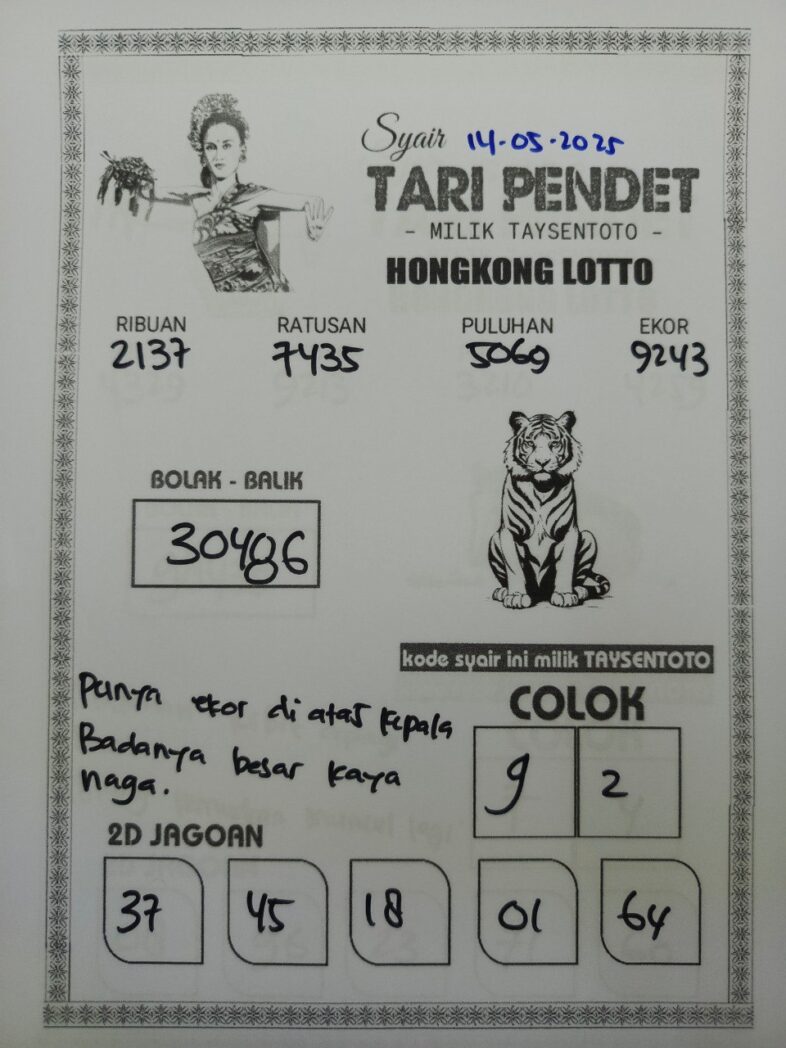 Syair 14-05-2025
TARI PENDET
- MILIK TAYSENTOTO -
HONGKONG LOTTO
RIBUAN RATUSAN PULUHAN EKOR
2137 7435 5069 9243
BOLAK - BALIK
30486
kode syair ini milik TAYSENTOTO
Punya ekor di atas kepala
Badanya besar kaya
naga.
COLOK
9 2
2D JAGOAN
37 45 18 01 64